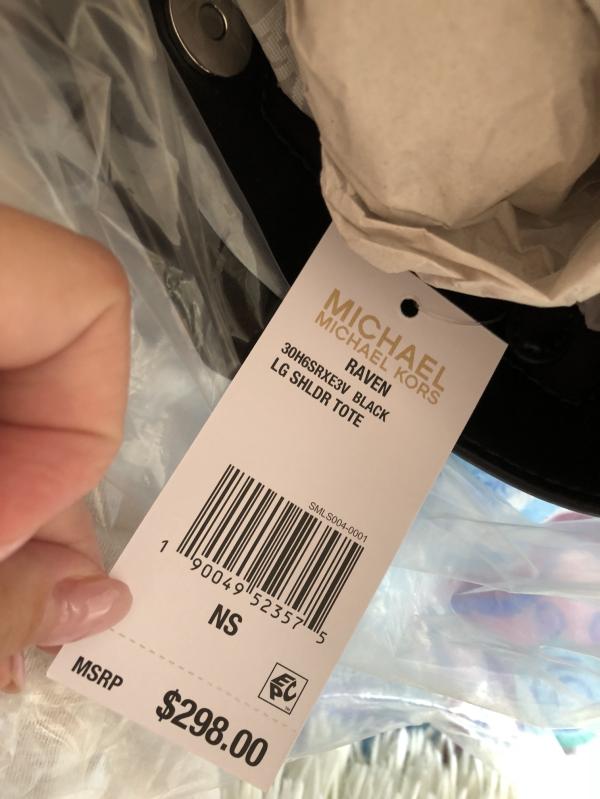 MICHAEL
MICHAEL KORS
RAVEN
30H6SRXE3V BLACK
LG SHLDR TOTE
SMLS004-0001
1 90049 52357 5
NS
EPC
MSRP
$298.00